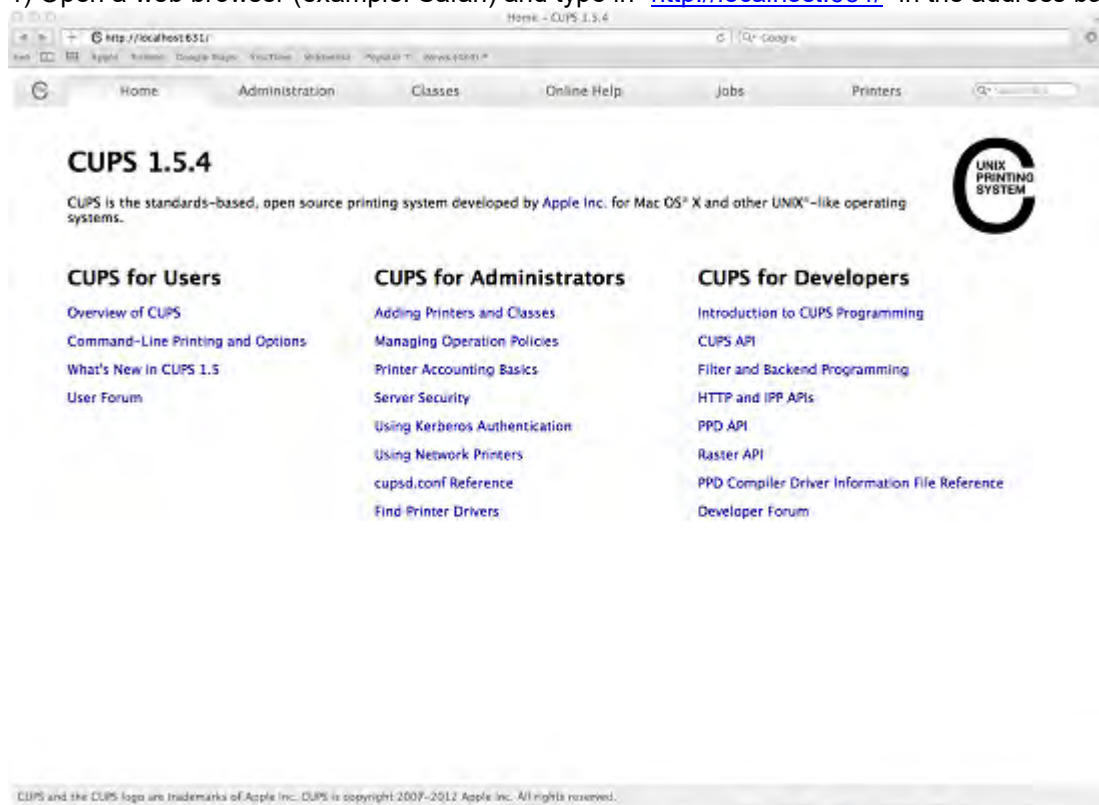 1) Open a web browser (example: Safari) and type in "http://localhost:631/" in the address ba
Home - CUPS 1.5.4
http://localhost:631/
Google
Apple Google Maps YouTube Wikipedia
Home Administration Classes Online Help Jobs Printers
CUPS 1.5.4
CUPS is the standards-based, open source printing system developed by Apple Inc. for Mac OS® X and other UNIX®-like operating
systems.
UNIX
PRINTING
SYSTEM
CUPS for Users
Overview of CUPS
Command-Line Printing and Options
What's New in CUPS 1.5
User Forum
CUPS for Administrators
Adding Printers and Classes
Managing Operation Policies
Printer Accounting Basics
Server Security
Using Kerberos Authentication
Using Network Printers
cupsd.conf Reference
Find Printer Drivers
CUPS for Developers
Introduction to CUPS Programming
CUPS API
Filter and Backend Programming
HTTP and IPP APIs
PPD API
Raster API
PPD Compiler Driver Information File Reference
Developer Forum
CUPS and the CUPS logo are trademarks of Apple Inc. CUPS is copyright 2007-2012 Apple Inc. All rights reserved.